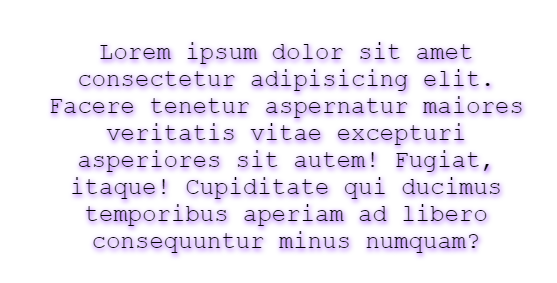 Lorem ipsum dolor sit amet
consectetur adipisicing elit.
Facere tenetur aspernatur maiores
veritatis vitae excepturi
asperiores sit autem! Fugiat,
itaque! Cupiditate qui ducimus
temporibus aperiam ad libero
consequuntur minus numquam?